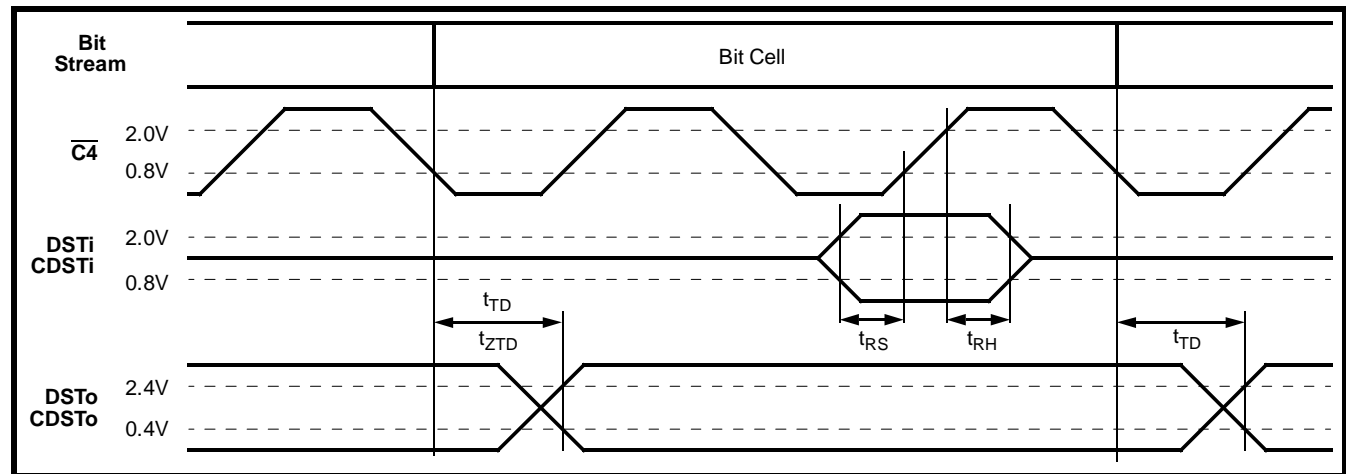 Bit
Stream
Bit Cell
C4
2.0V
0.8V
DSTi
CDSTi
2.0V
0.8V
tTD
tZTD
tRS
tRH
tTD
DSTo
CDSTo
2.4V
0.4V